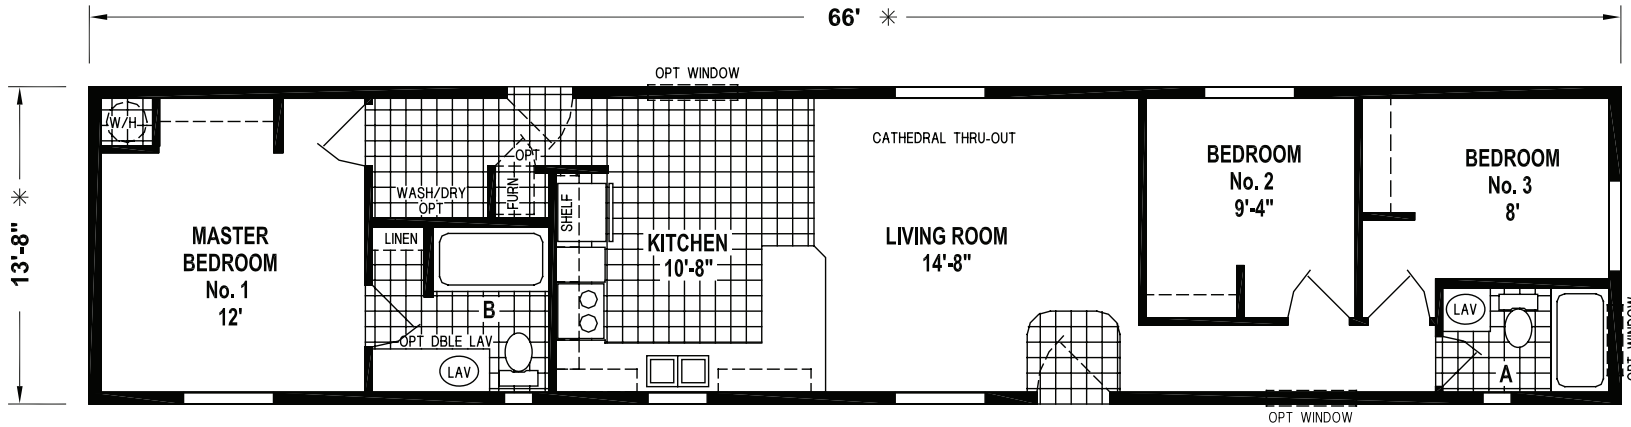 66' ✳
OPT WINDOW
13'-8" ✳
W/H
CATHEDRAL THRU-OUT
OPT
FURN
WASH/DRY
OPT
SHELF
LINEN
MASTER
BEDROOM
No. 1
12'
KITCHEN
10'-8"
LIVING ROOM
14'-8"
BEDROOM
No. 2
9'-4"
BEDROOM
No. 3
8'
B
OPT DBLE LAV
LAV
LAV
A
OPT WINDOW
OPT WINDOW